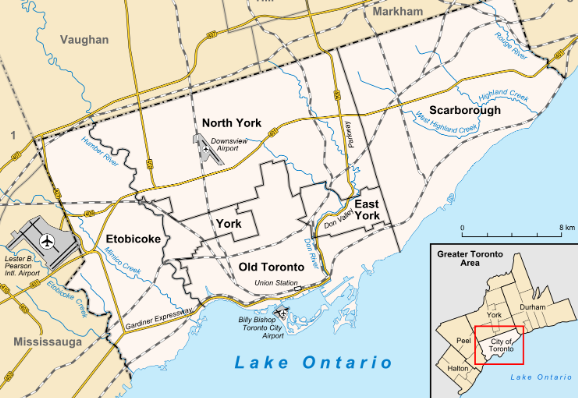 Markham
Vaughan
Rouge River
Highland Creek
Scarborough
West Highland Creek
North York
Downsview
Airport
1
Humber River
Parkway
East
York
Don Valley
York
Etobicoke
Don River
Old Toronto
Lester B.
Pearson
Intl. Airport
Mimico Creek
Union Station
Etobicoke Creek
Gardiner Expressway
Billy Bishop
Toronto City
Airport
Mississauga
Lake Ontario
0
8 km
Greater Toronto
Area
Durham
York
Peel
City of
Toronto
Halton
Lake Ontario